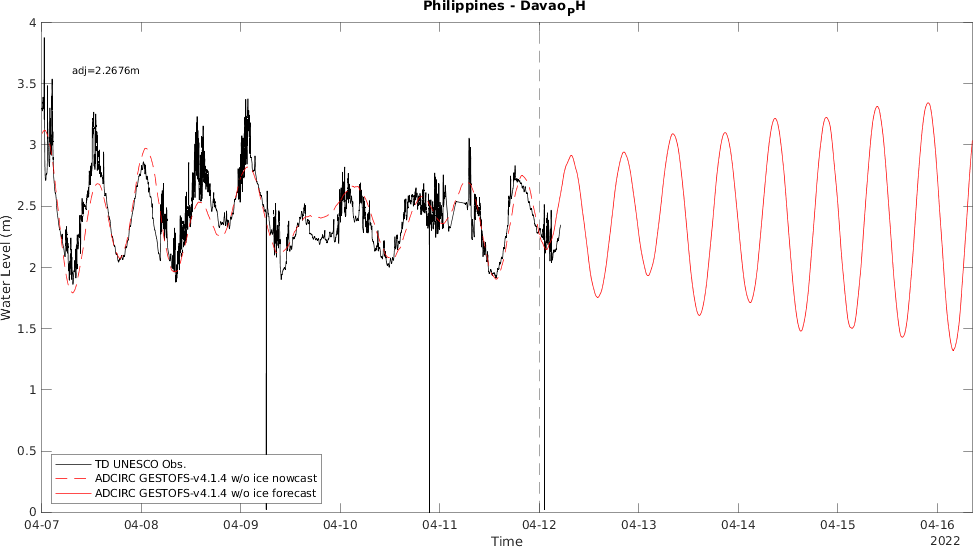 Philippines - DavaopH
adj=2.2676m
Water Level (m)
4
3.5
3
2.5
2
1.5
1
0.5
0
TD UNESCO Obs.
ADCIRC GESTOFS-v4.1.4 w/o ice nowcast
ADCIRC GESTOFS-v4.1.4 w/o ice forecast
04-07 04-08 04-09 04-10 04-11 04-12 04-13 04-14 04-15 04-16
Time
2022